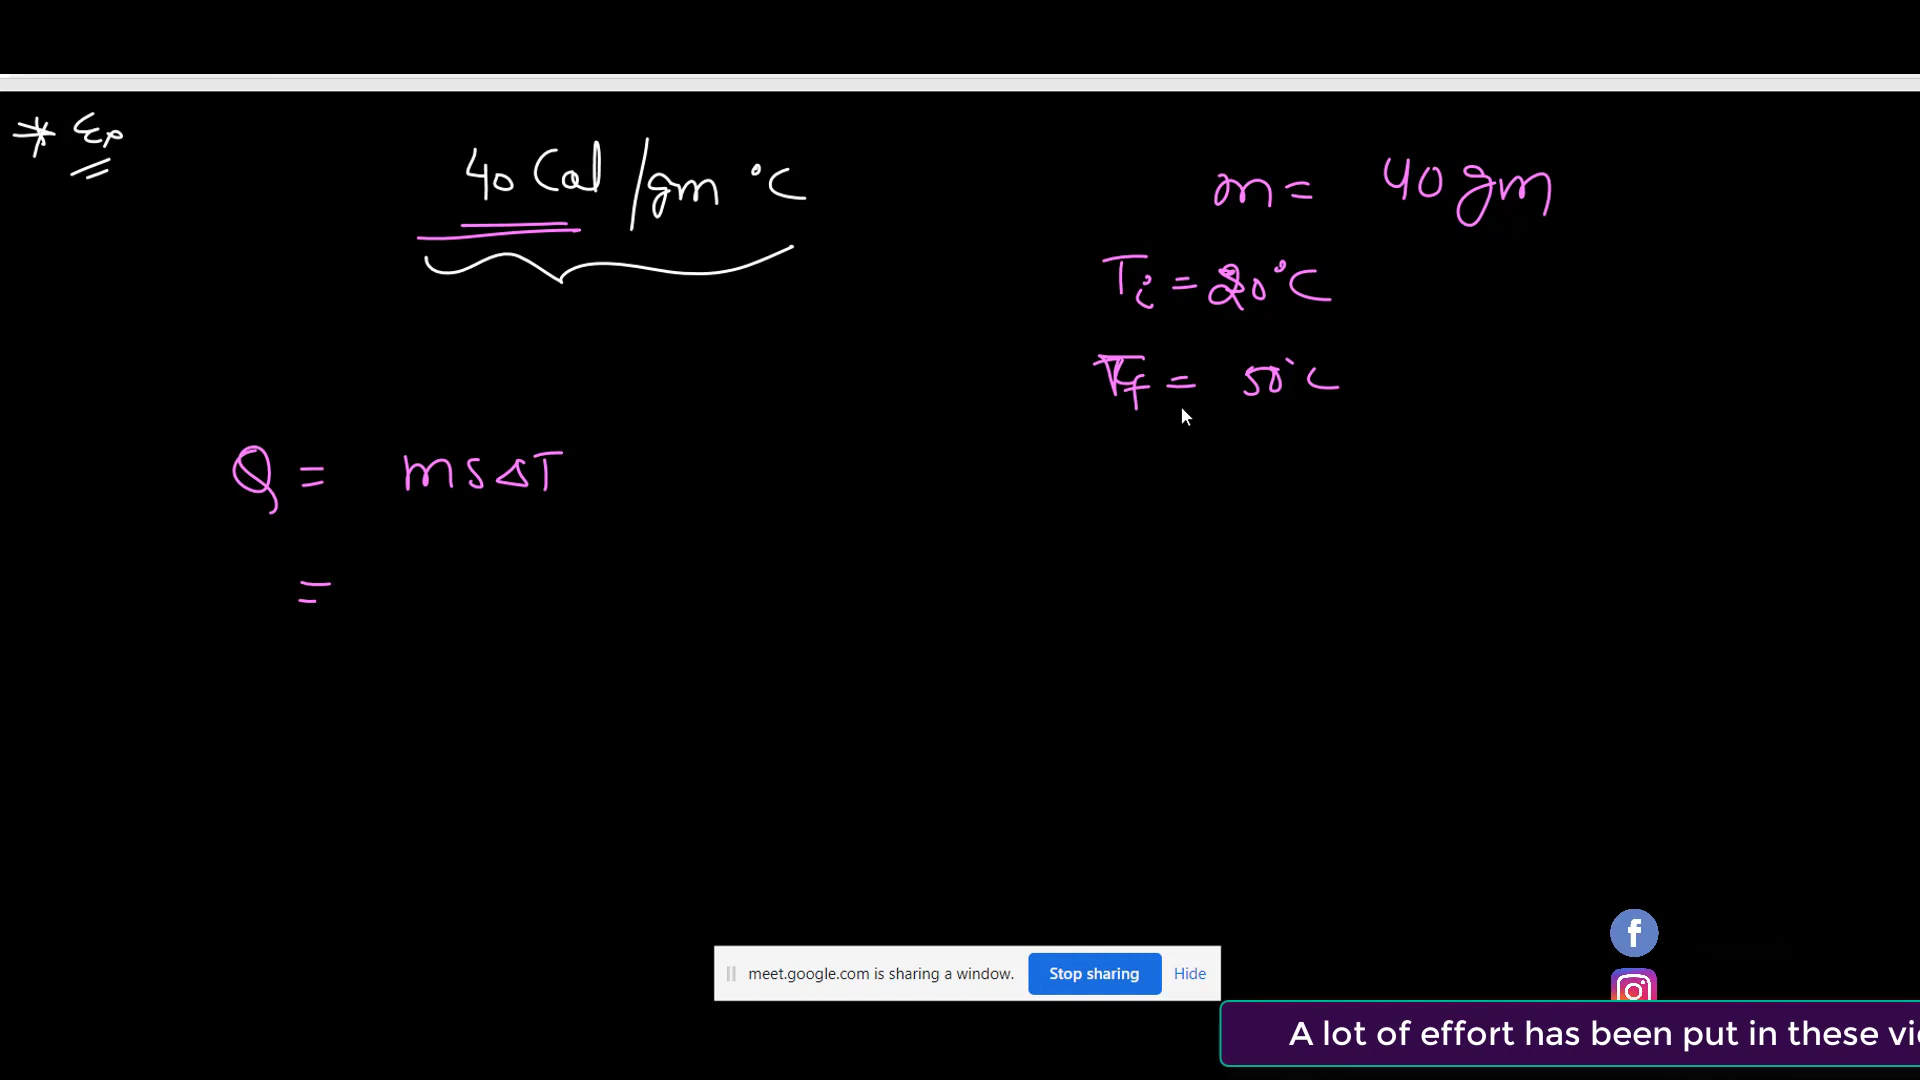 * Ex
40 Cal/gm °C
m = 40 gm
Ti = 20°C
Tf = 50°C
Q = msΔT
=
meet.google.com is sharing a window. Stop sharing Hide
f
A lot of effort has been put in these vi